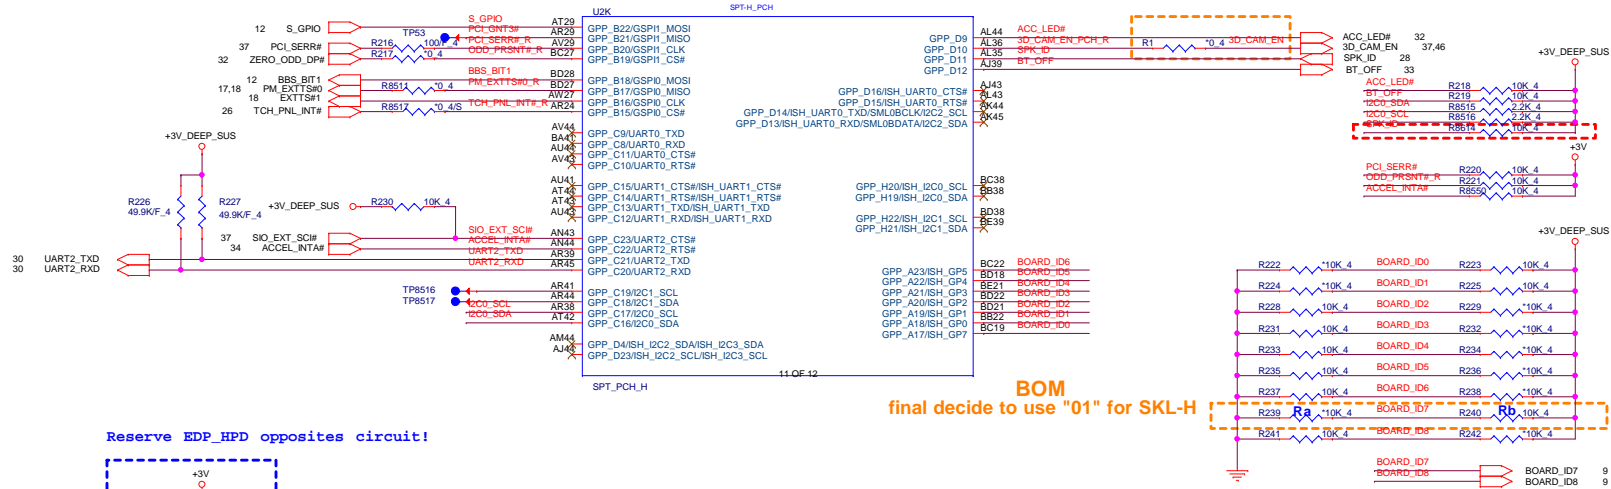 U2K
SPT-H_PCH
12 S_GPIO
37 PCI_SERR#
32 ZERO_ODD_DP#
12 BBS_BIT1
17,18 PM_EXTTS#0
18 EXTTS#1
26 TCH_PNL_INT#
TP53
R216 100/F_4
R217 *0_4
R8511 *0_4
R8517 *0_4/S
S_GPIO
PCI_GNT3#
PCI_SERR#_R
ODD_PRSNT#_R
BBS_BIT1
PM_EXTTS#0_R
TCH_PNL_INT#_R
AT29 GPP_B22/GSPI1_MOSI
AR29 GPP_B21/GSPI1_MISO
AV29 GPP_B20/GSPI1_CLK
BC27 GPP_B19/GSPI1_CS#
BD28 GPP_B18/GSPI0_MOSI
BD27 GPP_B17/GSPI0_MISO
AW27 GPP_B16/GSPI0_CLK
AR24 GPP_B15/GSPI0_CS#
AV44 GPP_C9/UART0_TXD
BA41 GPP_C8/UART0_RXD
AU44 GPP_C11/UART0_CTS#
AV43 GPP_C10/UART0_RTS#
AU41 GPP_C15/UART1_CTS#/ISH_UART1_CTS#
AT44 GPP_C14/UART1_RTS#/ISH_UART1_RTS#
AT43 GPP_C13/UART1_TXD/ISH_UART1_TXD
AU43 GPP_C12/UART1_RXD/ISH_UART1_RXD
AN43 GPP_C23/UART2_CTS#
AN44 GPP_C22/UART2_RTS#
AR39 GPP_C21/UART2_TXD
AR45 GPP_C20/UART2_RXD
AR41 GPP_C19/I2C1_SCL
AR44 GPP_C18/I2C1_SDA
AR38 GPP_C17/I2C0_SCL
AT42 GPP_C16/I2C0_SDA
AM44 GPP_D4/ISH_I2C2_SDA/ISH_I2C3_SDA
AJ44 GPP_D23/ISH_I2C2_SCL/ISH_I2C3_SCL
+3V_DEEP_SUS
R226 49.9K/F_4
R227 49.9K/F_4
+3V_DEEP_SUS R230 10K_4
37 SIO_EXT_SCI#
34 ACCEL_INTA#
30 UART2_TXD
30 UART2_RXD
SIO_EXT_SCI#
ACCEL_INTA#
UART2_TXD
UART2_RXD
TP8516
TP8517
I2C0_SCL
I2C0_SDA
SPT_PCH_H
11 OF 12
GPP_D9 AL44 ACC_LED#
GPP_D10 AL36 3D_CAM_EN_PCH_R
GPP_D11 AL35 SPK_ID
GPP_D12 AJ39 BT_OFF
GPP_D16/ISH_UART0_CTS# AJ43
GPP_D15/ISH_UART0_RTS# AL43
GPP_D14/ISH_UART0_TXD/SML0BCLK/I2C2_SCL AK44
GPP_D13/ISH_UART0_RXD/SML0BDATA/I2C2_SDA AK45
GPP_H20/ISH_I2C0_SCL BC38
GPP_H19/ISH_I2C0_SDA BB38
GPP_H22/ISH_I2C1_SCL BD38
GPP_H21/ISH_I2C1_SDA BE39
GPP_A23/ISH_GP5 BC22 BOARD_ID6
GPP_A22/ISH_GP4 BD18 BOARD_ID5
GPP_A21/ISH_GP3 BE21 BOARD_ID4
GPP_A20/ISH_GP2 BD22 BOARD_ID3
GPP_A19/ISH_GP1 BD21 BOARD_ID2
GPP_A18/ISH_GP0 BB22 BOARD_ID1
GPP_A17/ISH_GP7 BC19 BOARD_ID0
R1 *0_4 3D_CAM_EN
ACC_LED# 32
3D_CAM_EN 37,46
SPK_ID 28
BT_OFF 33
+3V_DEEP_SUS
ACC_LED# R218 10K_4
BT_OFF R219 10K_4
I2C0_SDA R8515 2.2K_4
I2C0_SCL R8516 2.2K_4
SPK_ID R8614 10K_4
+3V
PCI_SERR# R220 10K_4
ODD_PRSNT#_R R221 10K_4
ACCEL_INTA# R8550 10K_4
+3V_DEEP_SUS
R222 *10K_4 BOARD_ID0 R223 10K_4
R224 *10K_4 BOARD_ID1 R225 10K_4
R228 10K_4 BOARD_ID2 R229 *10K_4
R231 10K_4 BOARD_ID3 R232 *10K_4
R233 10K_4 BOARD_ID4 R234 *10K_4
R235 10K_4 BOARD_ID5 R236 *10K_4
R237 10K_4 BOARD_ID6 R238 *10K_4
R239 Ra *10K_4 BOARD_ID7 R240 Rb 10K_4
R241 10K_4 BOARD_ID8 R242 *10K_4
BOM
final decide to use "01" for SKL-H
BOARD_ID7 BOARD_ID7 9
BOARD_ID8 BOARD_ID8 9
Reserve EDP_HPD opposites circuit!
+3V